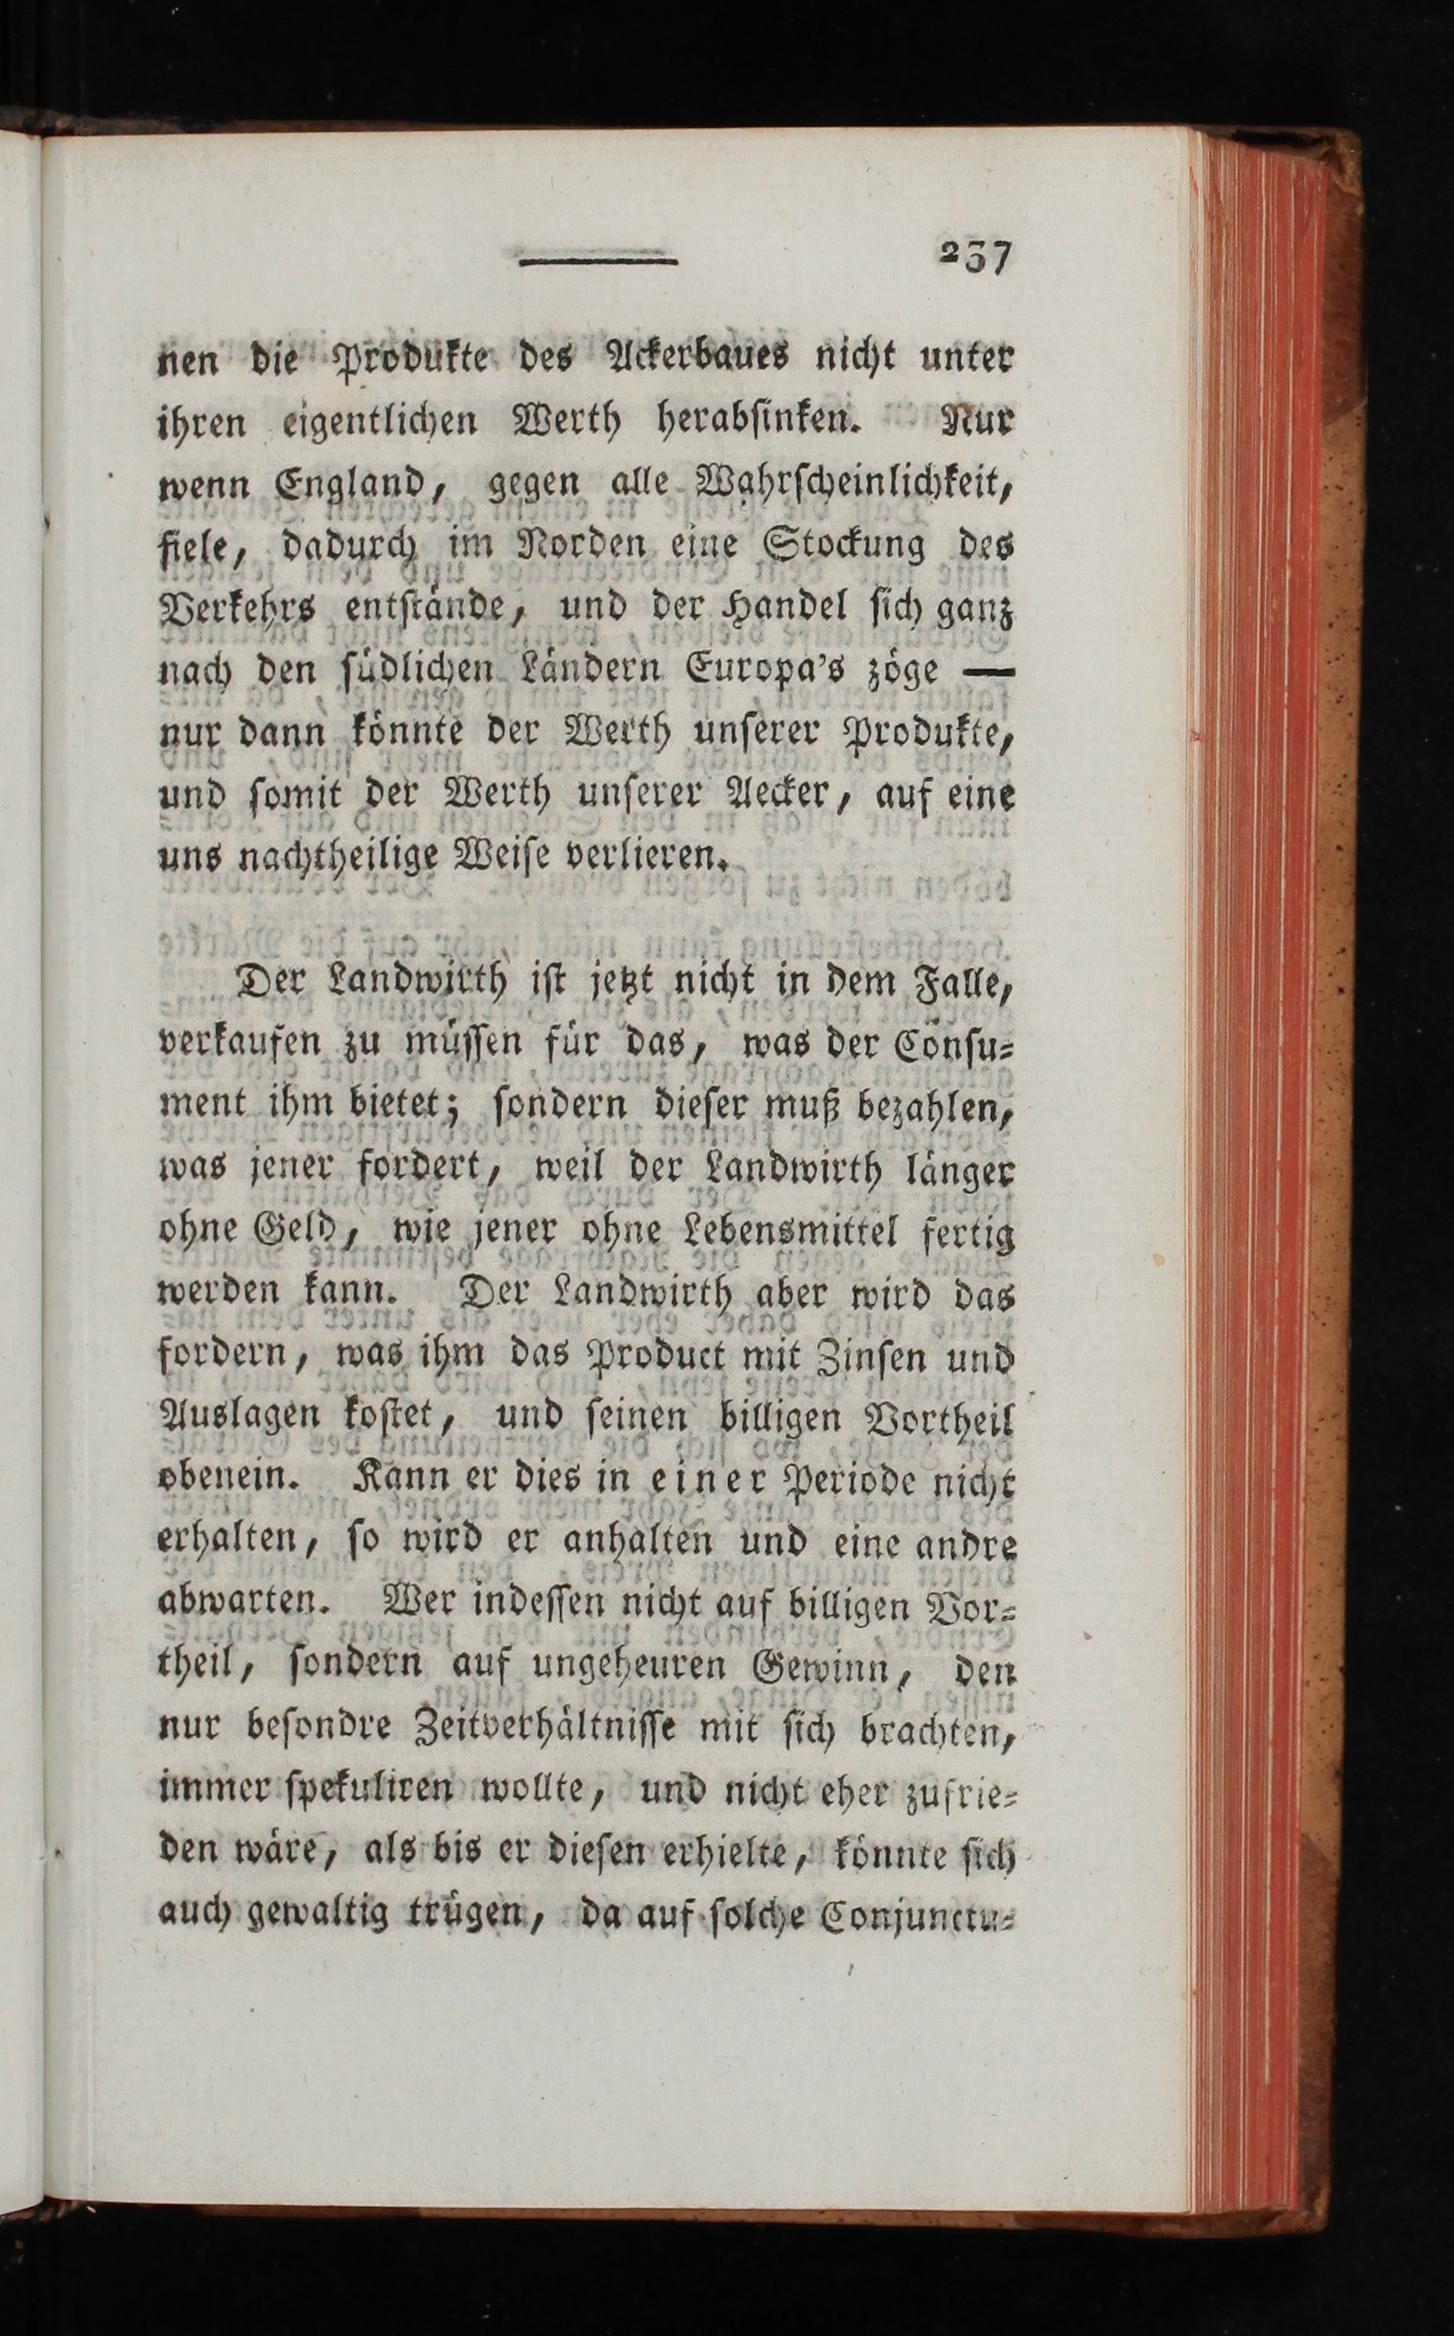 237
nen die Produkte des Ackerbaues nicht unter
ihren eigentlichen Werth herabſinken. Nur
wenn England, gegen alle Wahrſcheinlichkeit,
fiele, dadurch im Norden eine Stockung des
Verkehrs entſtände, und der Handel ſich ganz
nach den ſüdlichen Ländern Europa's zöge —
nur dann könnte der Werth unſerer Produkte,
und ſomit der Werth unſerer Aecker, auf eine
uns nachtheilige Weiſe verlieren.
Der Landwirth iſt jetzt nicht in dem Falle,
verkaufen zu müſſen für das, was der Conſu⸗
ment ihm bietet; ſondern dieſer muß bezahlen,
was jener fordert, weil der Landwirth länger
ohne Geld, wie jener ohne Lebensmittel fertig
werden kann. Der Landwirth aber wird das
fordern, was ihm das Product mit Zinſen und
Auslagen koſtet, und ſeinen billigen Vortheil
obenein. Kann er dies in einer Periode nicht
erhalten, ſo wird er anhalten und eine andre
abwarten. Wer indeſſen nicht auf billigen Vor⸗
theil, ſondern auf ungeheuren Gewinn, den
nur beſondre Zeitverhältniſſe mit ſich brachten,
immer ſpekuliren wollte, und nicht eher zufrie⸗
den wäre, als bis er dieſen erhielte, könnte ſich
auch gewaltig trügen, da auf ſolche Conjunctu⸗